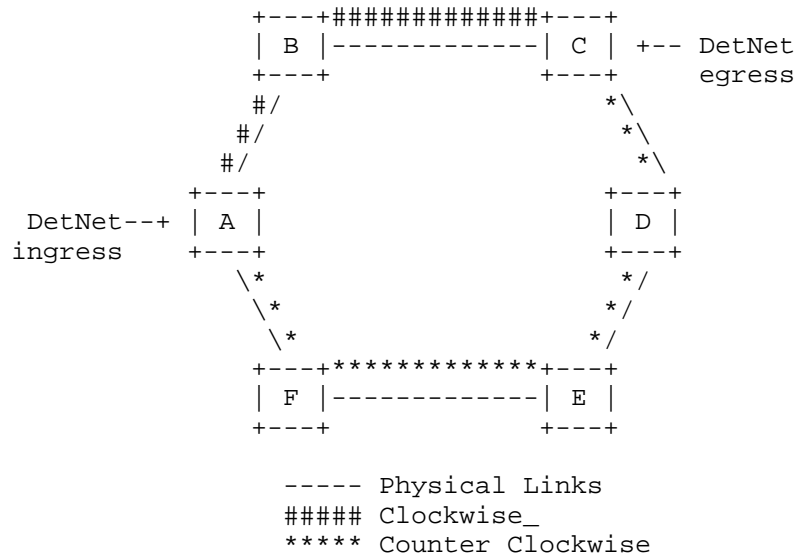 +---+#############+---+
| B |-------------| C | +-- DetNet
+---+             +---+     egress
#/                   *\
#/                     *\
#/                       *\
+---+                     +---+
DetNet--+ | A |                     | D |
ingress   +---+                     +---+
\*                       */
\*                     */
\*                   */
+---+*************+---+
| F |-------------| E |
+---+             +---+
----- Physical Links
##### Clockwise_
***** Counter Clockwise